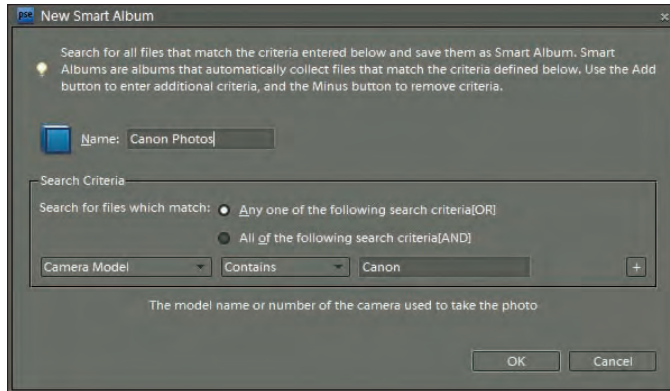 pse New Smart Album x
Search for all files that match the criteria entered below and save them as Smart Album. Smart
Albums are albums that automatically collect files that match the criteria defined below. Use the Add
button to enter additional criteria, and the Minus button to remove criteria.
Name: Canon Photos
Search Criteria
Search for files which match: Any one of the following search criteria[OR]
All of the following search criteria[AND]
Camera Model Contains Canon +
The model name or number of the camera used to take the photo
OK Cancel